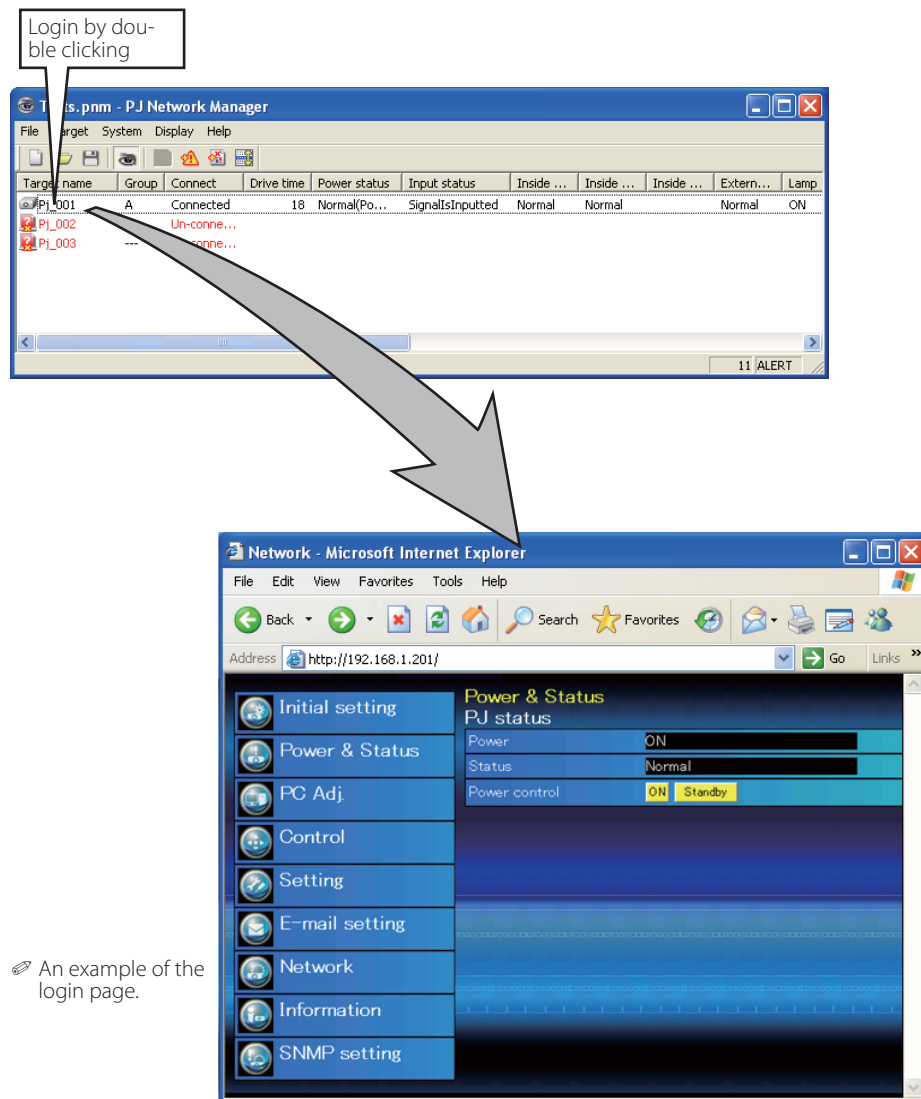 Login by dou-
ble clicking
ts.pnm - PJ Network Manager
File Target System Display Help
Target name Group Connect Drive time Power status Input status Inside ... Inside ... Inside ... Extern... Lamp
Pj_001 A Connected 18 Normal(Po... SignalIsInputted Normal Normal Normal ON
Pj_002 Un-conne...
Pj_003 ---
11 ALERT
Network - Microsoft Internet Explorer
File Edit View Favorites Tools Help
Back Search Favorites
Address http://192.168.1.201/ Go Links »
Initial setting
Power & Status
PC Adj.
Control
Setting
E-mail setting
Network
Information
SNMP setting
Power & Status
PJ status
Power ON
Status Normal
Power control ON Standby
An example of the
login page.